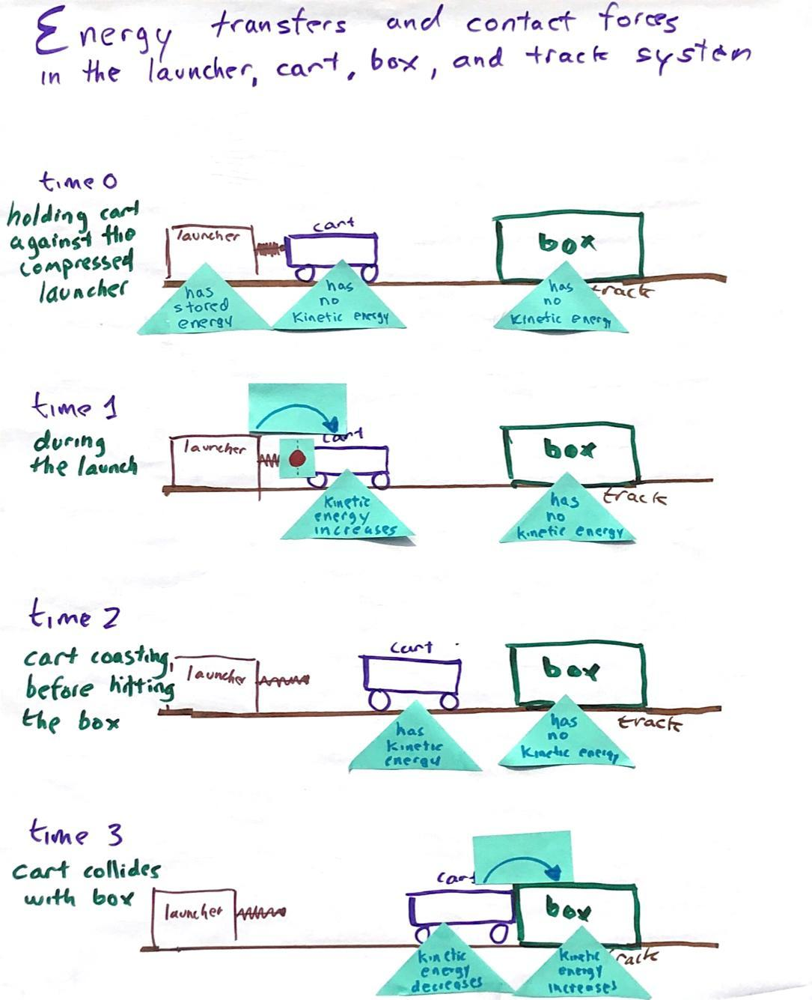 Energy transfers and contact forces
in the launcher, cart, box, and track system
time 0
holding cart
against the
compressed
launcher
launcher
cart
box
track
has
stored
energy
has
no
Kinetic energy
has
no
Kinetic energy
time 1
during
the launch
launcher
cart
box
track
Kinetic
energy
increases
has
no
kinetic energy
time 2
cart coasting,
before hitting
the box
launcher
cart
box
track
has
Kinetic
energy
has
no
Kinetic energy
time 3
cart collides
with box
launcher
cart
box
rack
kinetic
energy
decreases
kinetic
energy
increases